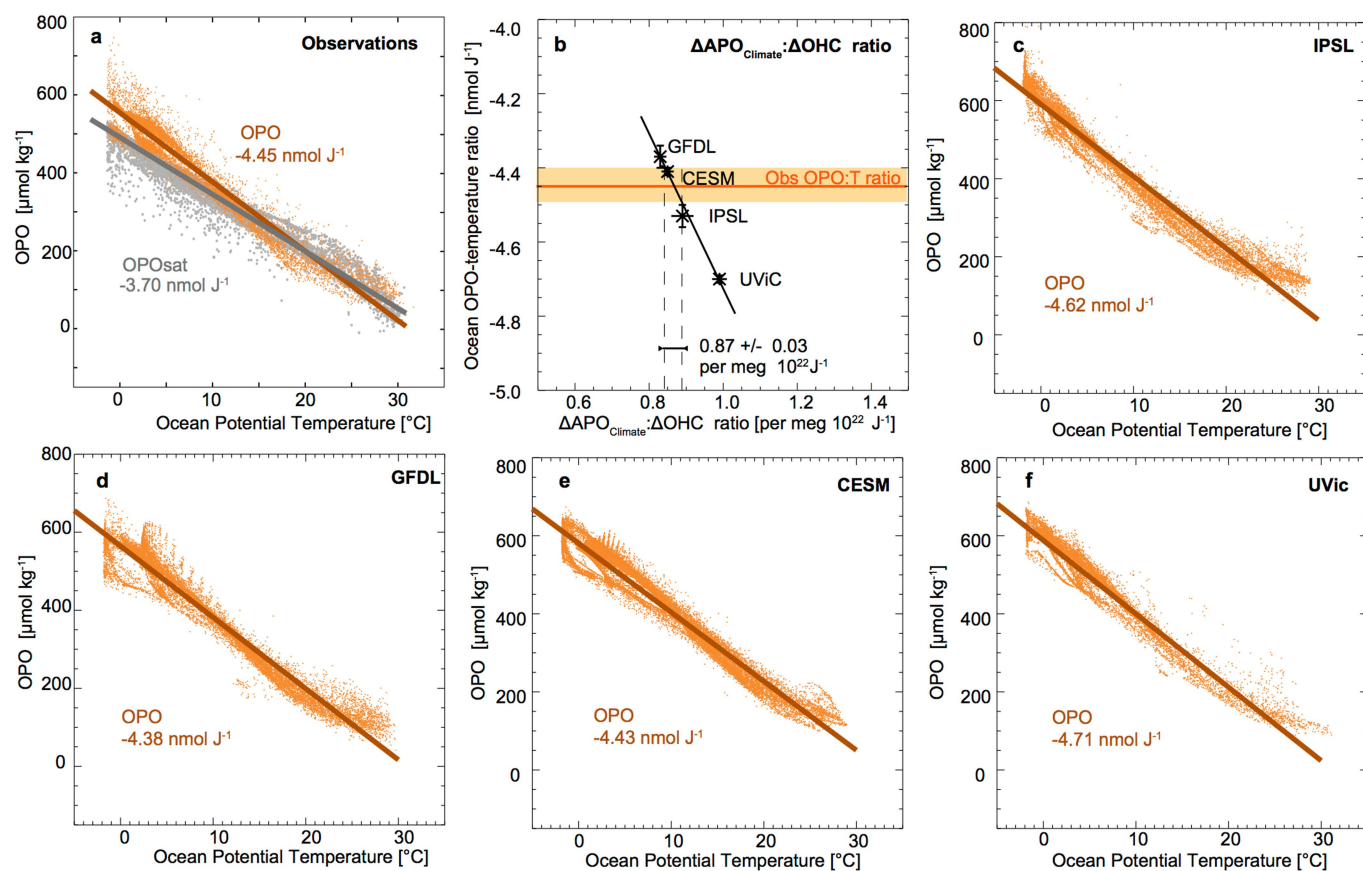 a
Observations
800
600
400
200
0
OPO [µmol kg⁻¹]
OPO
-4.45 nmol J⁻¹
OPOsat
-3.70 nmol J⁻¹
0 10 20 30
Ocean Potential Temperature [°C]
b
ΔAPO_Climate:ΔOHC ratio
-4.0
-4.2
-4.4
-4.6
-4.8
-5.0
Ocean OPO-temperature ratio [nmol J⁻¹]
GFDL
CESM
Obs OPO:T ratio
IPSL
UViC
0.87 +/- 0.03
per meg 10²²J⁻¹
0.6 0.8 1.0 1.2 1.4
ΔAPO_Climate:ΔOHC ratio [per meg 10²² J⁻¹]
c
IPSL
800
600
400
200
0
OPO [µmol kg⁻¹]
OPO
-4.62 nmol J⁻¹
0 10 20 30
Ocean Potential Temperature [°C]
d
GFDL
800
600
400
200
0
OPO [µmol kg⁻¹]
OPO
-4.38 nmol J⁻¹
0 10 20 30
Ocean Potential Temperature [°C]
e
CESM
800
600
400
200
0
OPO [µmol kg⁻¹]
OPO
-4.43 nmol J⁻¹
0 10 20 30
Ocean Potential Temperature [°C]
f
UVic
800
600
400
200
0
OPO [µmol kg⁻¹]
OPO
-4.71 nmol J⁻¹
0 10 20 30
Ocean Potential Temperature [°C]